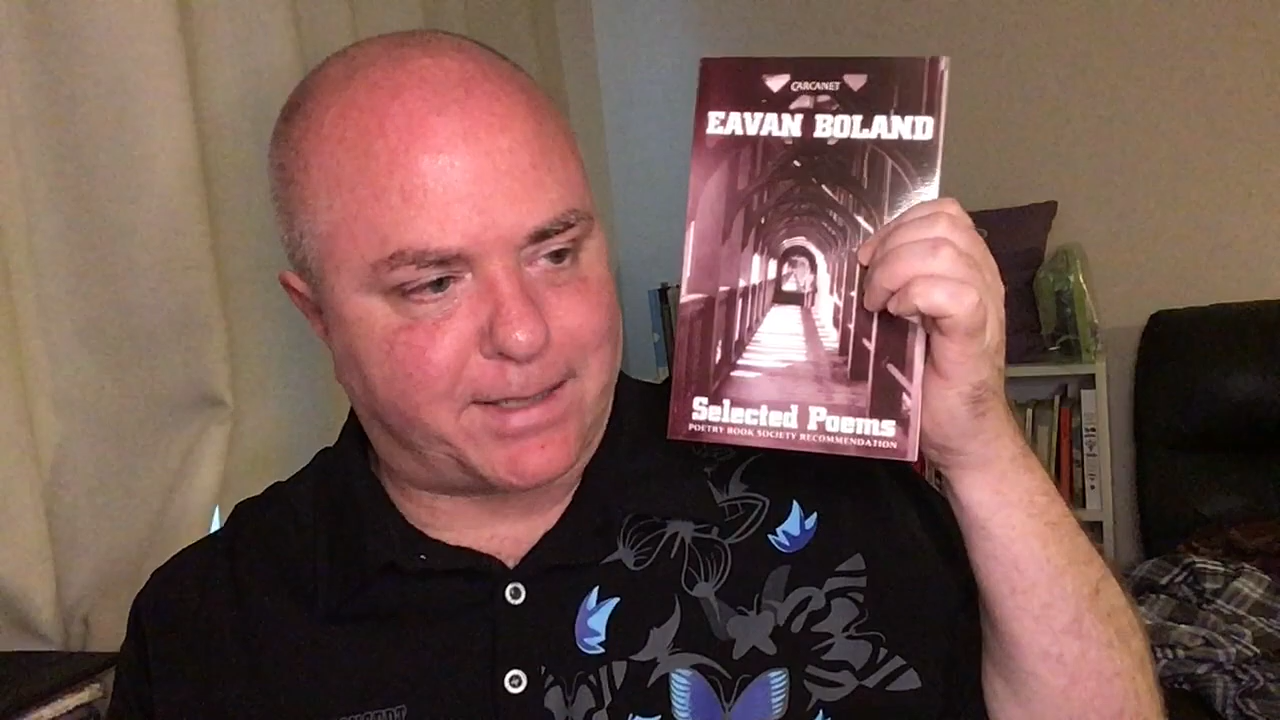 CARCANET
EAVAN BOLAND
Selected Poems
POETRY BOOK SOCIETY RECOMMENDATION